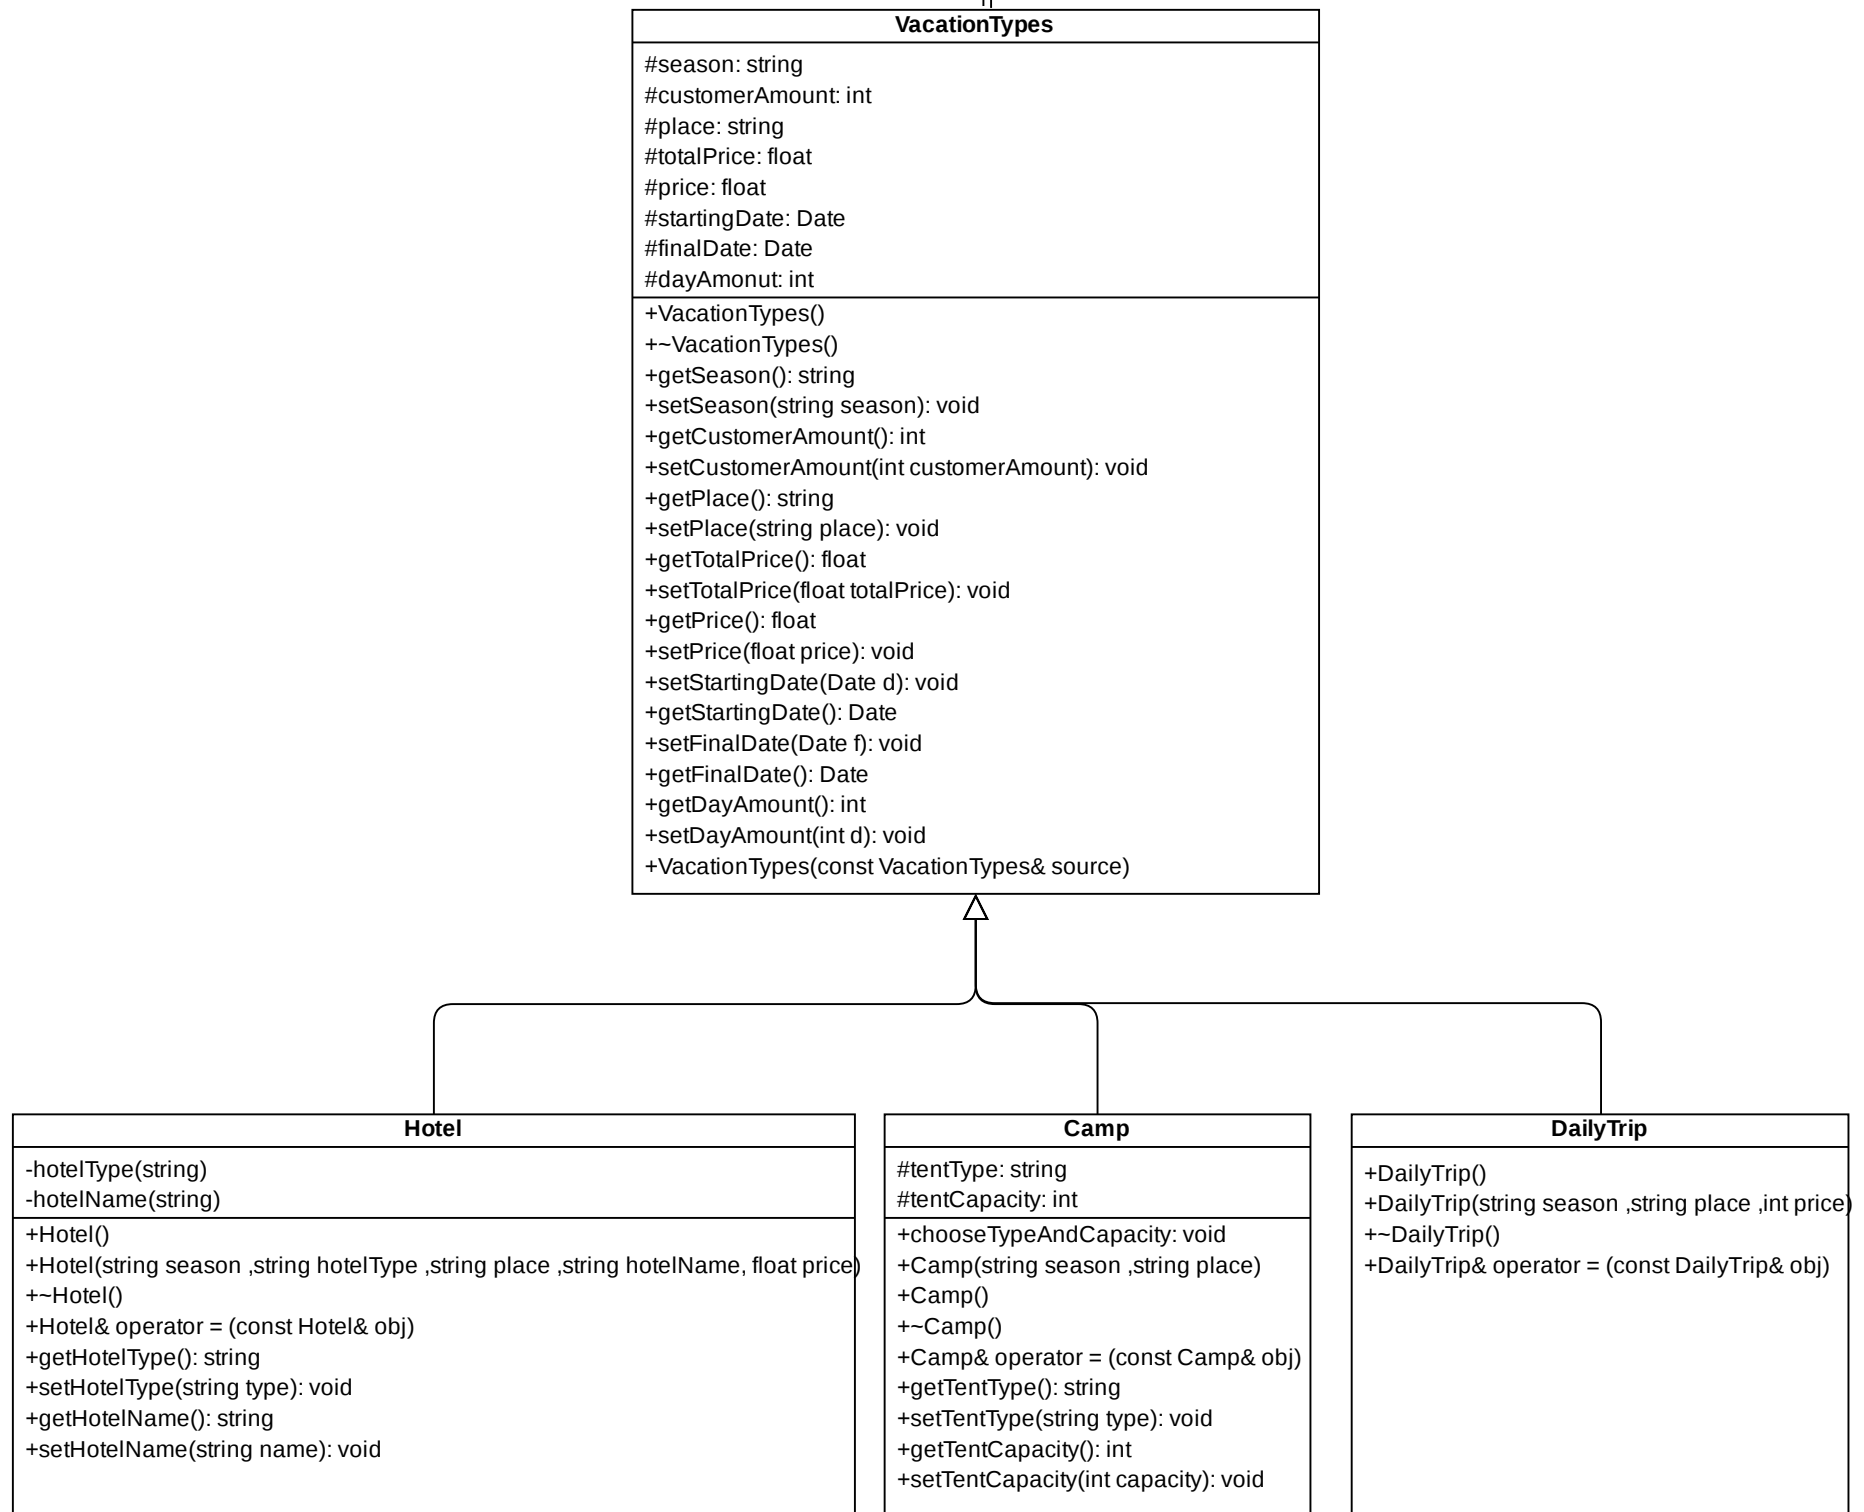 VacationTypes
#season: string
#customerAmount: int
#place: string
#totalPrice: float
#price: float
#startingDate: Date
#finalDate: Date
#dayAmonut: int
+VacationTypes()
+~VacationTypes()
+getSeason(): string
+setSeason(string season): void
+getCustomerAmount(): int
+setCustomerAmount(int customerAmount): void
+getPlace(): string
+setPlace(string place): void
+getTotalPrice(): float
+setTotalPrice(float totalPrice): void
+getPrice(): float
+setPrice(float price): void
+setStartingDate(Date d): void
+getStartingDate(): Date
+setFinalDate(Date f): void
+getFinalDate(): Date
+getDayAmount(): int
+setDayAmount(int d): void
+VacationTypes(const VacationTypes& source)
Hotel
-hotelType(string)
-hotelName(string)
+Hotel()
+Hotel(string season ,string hotelType ,string place ,string hotelName, float price)
+~Hotel()
+Hotel& operator = (const Hotel& obj)
+getHotelType(): string
+setHotelType(string type): void
+getHotelName(): string
+setHotelName(string name): void
Camp
#tentType: string
#tentCapacity: int
+chooseTypeAndCapacity: void
+Camp(string season ,string place)
+Camp()
+~Camp()
+Camp& operator = (const Camp& obj)
+getTentType(): string
+setTentType(string type): void
+getTentCapacity(): int
+setTentCapacity(int capacity): void
DailyTrip
+DailyTrip()
+DailyTrip(string season ,string place ,int price)
+~DailyTrip()
+DailyTrip& operator = (const DailyTrip& obj)